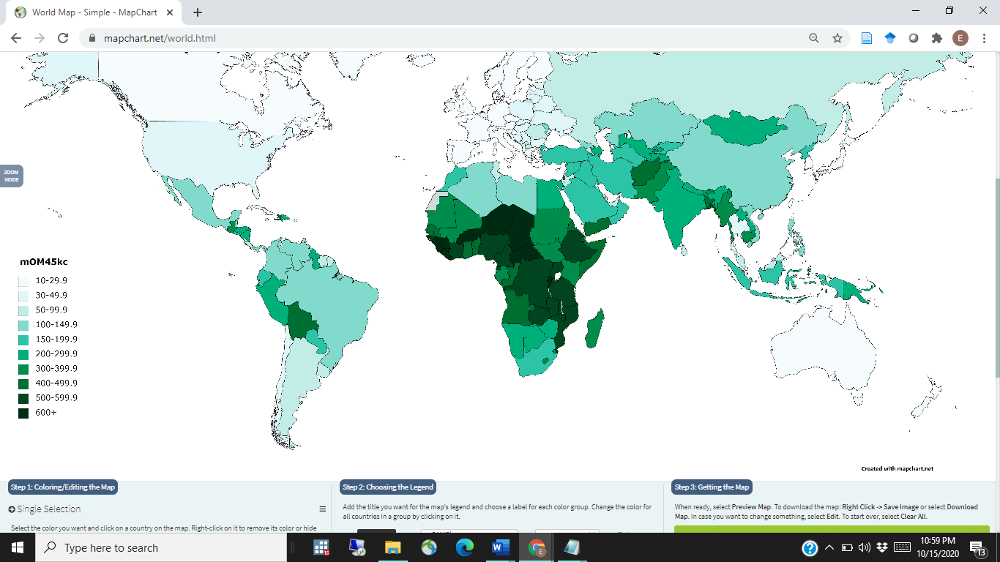 World Map - Simple - MapChart
mapchart.net/world.html
E
ZOOM
MODE
mOM45kc
10-29.9
30-49.9
50-99.9
100-149.9
150-199.9
200-299.9
300-399.9
400-499.9
500-599.9
600+
Created with mapchart.net
Step 1: Coloring/Editing the Map
Single Selection
Select the color you want and click on a country on the map. Right-click on it to remove its color or hide
Step 2: Choosing the Legend
Add the title you want for the map's legend and choose a label for each color group. Change the color for
all countries in a group by clicking on it.
Step 3: Getting the Map
When ready, select Preview Map. To download the map: Right Click -> Save Image or select Download
Map. In case you want to change something, select Edit. To start over, select Clear All.
Type here to search
10:59 PM
10/15/2020
13